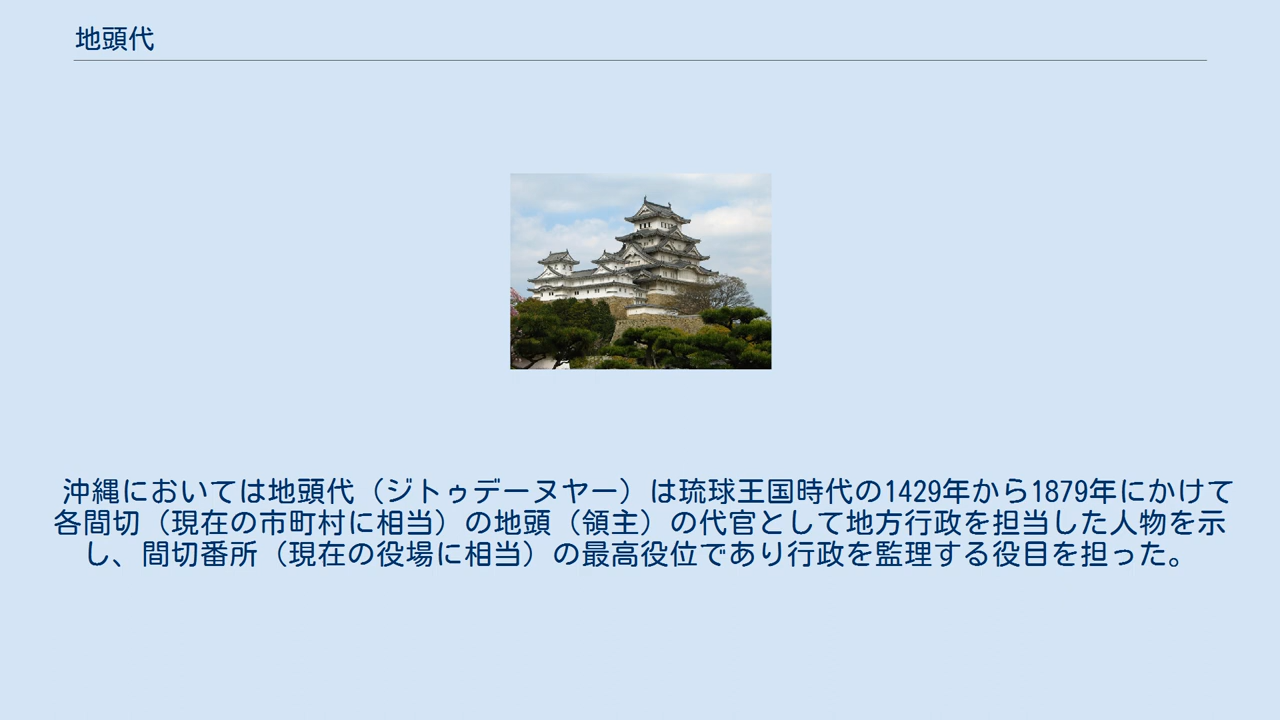 地頭代
沖縄においては地頭代（ジトゥデーヌヤー）は琉球王国時代の1429年から1879年にかけて
各間切（現在の市町村に相当）の地頭（領主）の代官として地方行政を担当した人物を示
し、間切番所（現在の役場に相当）の最高役位であり行政を監理する役目を担った。